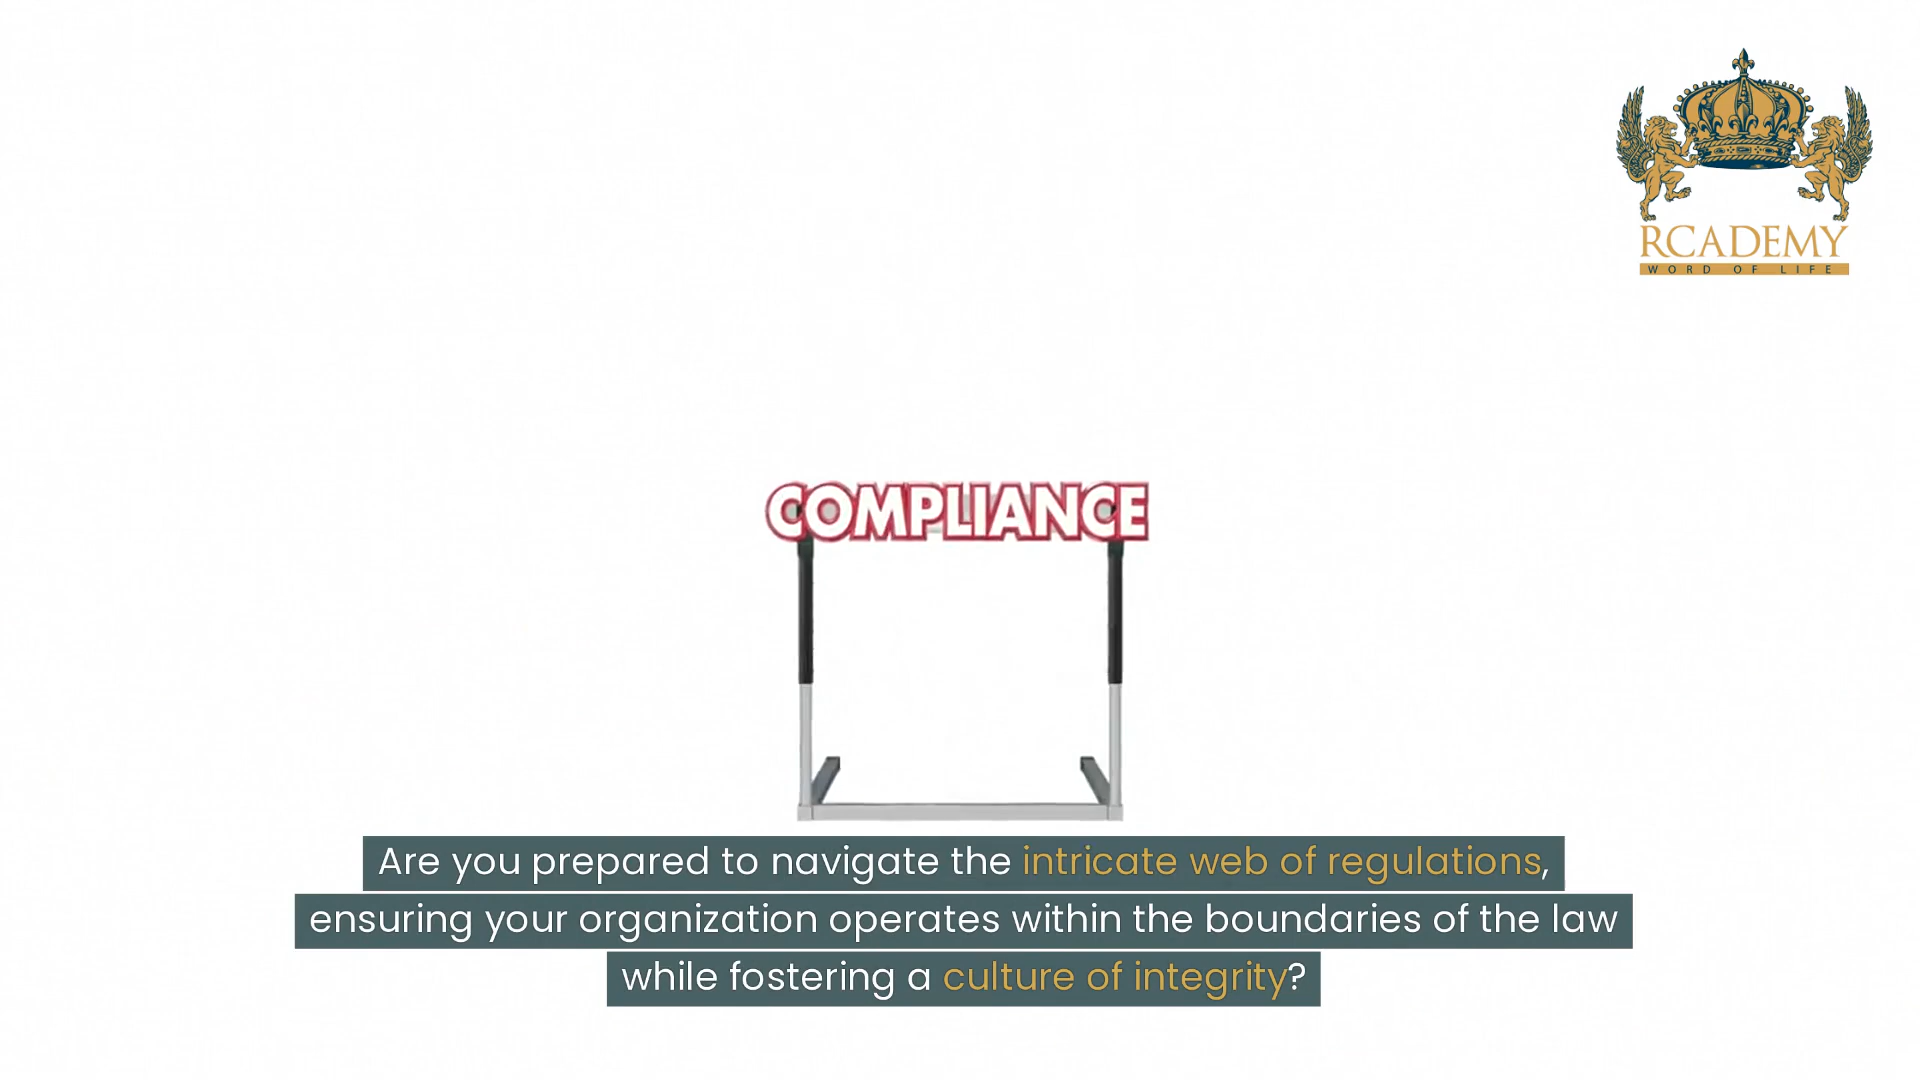 RCADEMY
WORD OF LIFE
COMPLIANCE
Are you prepared to navigate the intricate web of regulations,
ensuring your organization operates within the boundaries of the law
while fostering a culture of integrity?